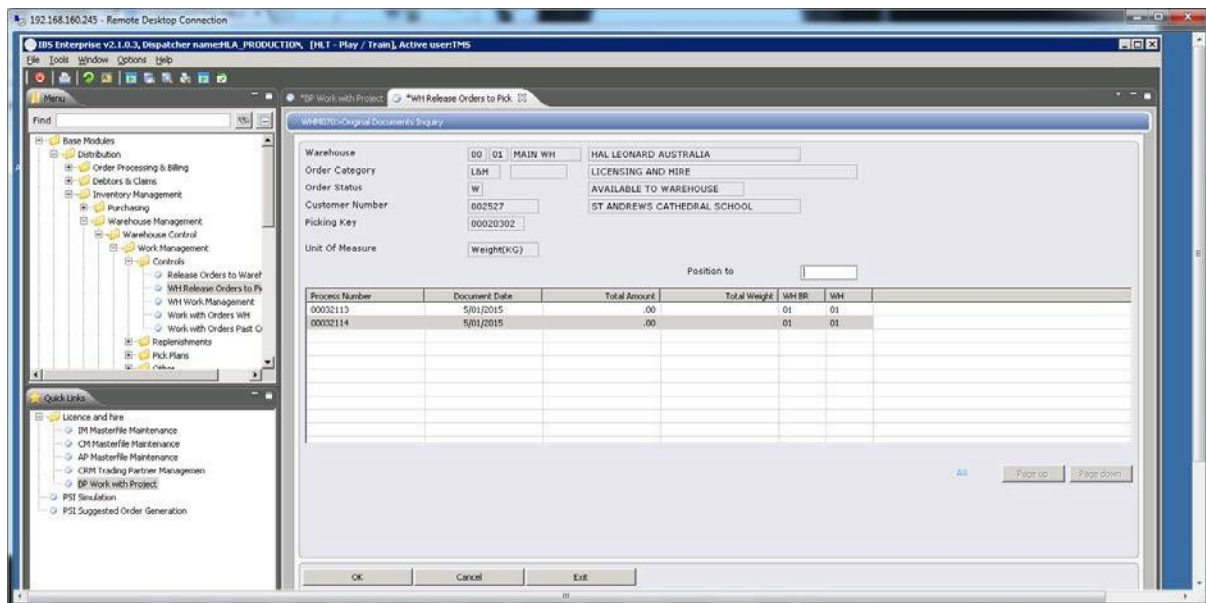 192.168.160.245 - Remote Desktop Connection
IBS Enterprise v2.1.0.3, Dispatcher name:HLA_PRODUCTION, [HLT - Play / Train], Active user:TMS
File Tools Window Options Help
Menu
*BP Work with Project *WH Release Orders to Pick
Find
WHM070>Original Documents Inquiry
Base Modules
Distribution
Order Processing & Billing
Debtors & Claims
Inventory Management
Purchasing
Warehouse Management
Warehouse Control
Work Management
Controls
Release Orders to Wareh
WH Release Orders to Pi
WH Work Management
Work with Orders WH
Work with Orders Past C
Replenishments
Pick Plans
Other
Warehouse 00 01 MAIN WH HAL LEONARD AUSTRALIA
Order Category L&H LICENSING AND HIRE
Order Status W AVAILABLE TO WAREHOUSE
Customer Number 002527 ST ANDREWS CATHEDRAL SCHOOL
Picking Key 00020302
Unit Of Measure Weight(KG)
Position to
Process Number Document Date Total Amount Total Weight WH BR WH
00032113 5/01/2015 .00 01 01
00032114 5/01/2015 .00 01 01
All Page up Page down
Quick Links
Licence and hire
IM Masterfile Maintenance
CM Masterfile Maintenance
AP Masterfile Maintenance
CRM Trading Partner Managemen
BP Work with Project
PSI Simulation
PSI Suggested Order Generation
OK Cancel Exit